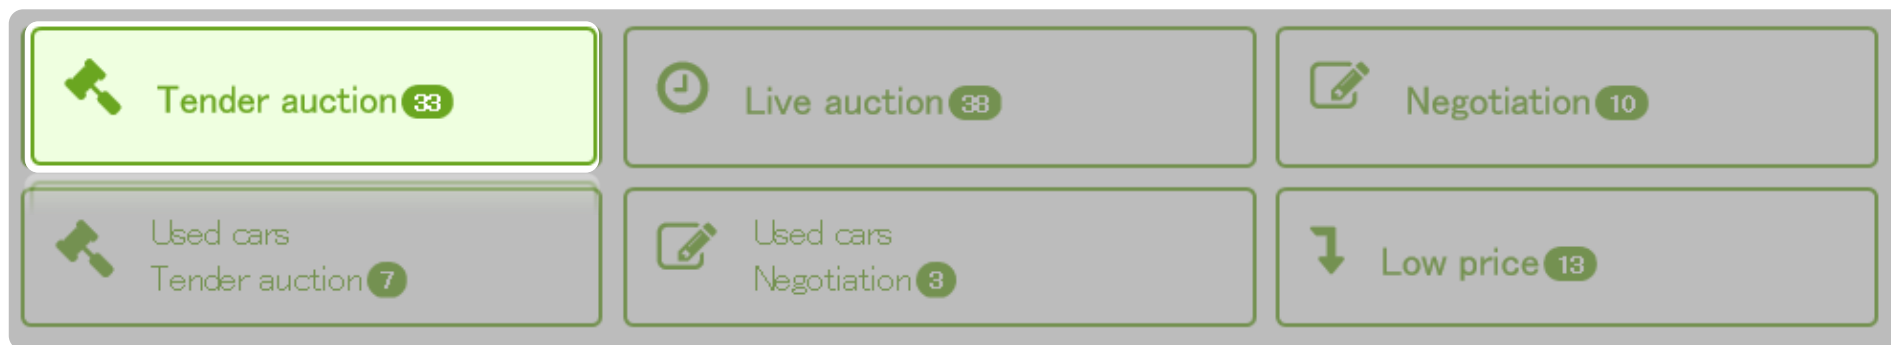 Tender auction 33
Live auction 38
Negotiation 10
Used cars
Tender auction 7
Used cars
Negotiation 3
Low price 13